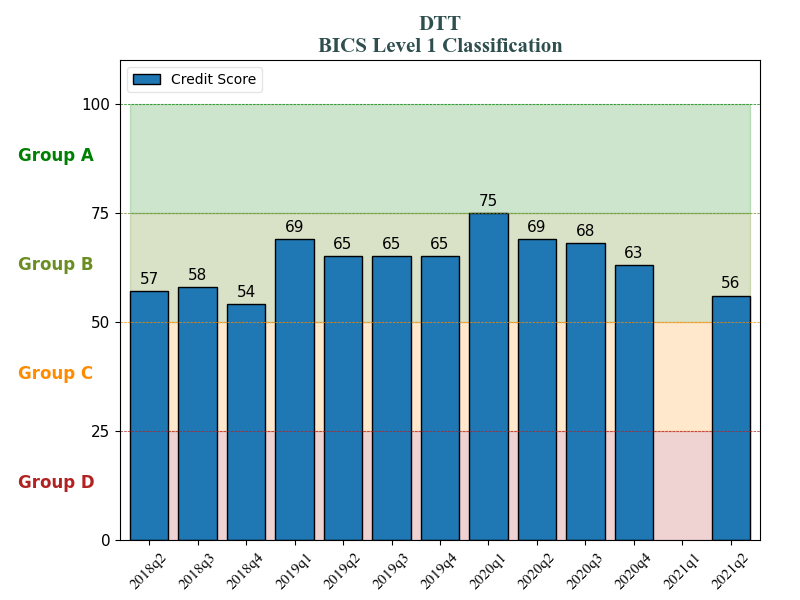 DTT
BICS Level 1 Classification
Credit Score
100
Group A
75
75
69
69
68
65
65
65
63
Group B
57
58
54
56
50
Group C
25
Group D
0
2018q2
2018q3
2018q4
2019q1
2019q2
2019q3
2019q4
2020q1
2020q2
2020q3
2020q4
2021q1
2021q2